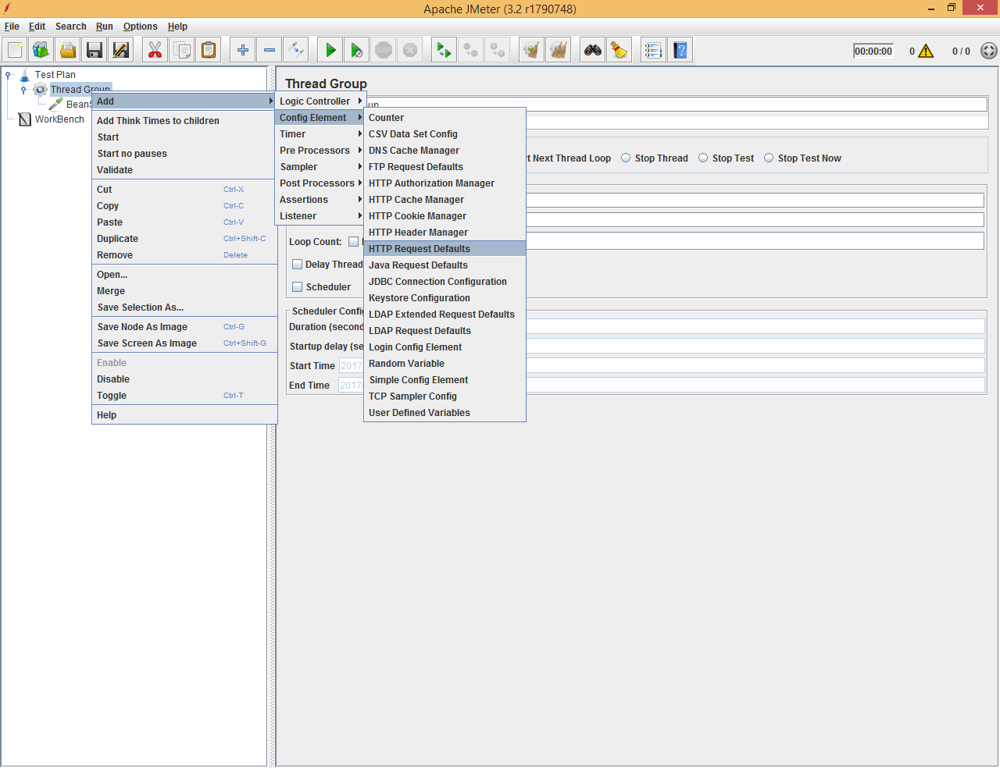 Apache JMeter (3.2 r1790748)
File Edit Search Run Options Help
00:00:00 0 0 / 0
Test Plan
Thread Group
WorkBench
Add
Add Think Times to children
Start
Start no pauses
Validate
Cut Ctrl-X
Copy Ctrl-C
Paste Ctrl-V
Duplicate Ctrl+Shift-C
Remove Delete
Open...
Merge
Save Selection As...
Save Node As Image Ctrl-G
Save Screen As Image Ctrl+Shift-G
Enable
Disable
Toggle Ctrl-T
Help
Logic Controller
Config Element
Timer
Pre Processors
Sampler
Post Processors
Assertions
Listener
Counter
CSV Data Set Config
DNS Cache Manager
FTP Request Defaults
HTTP Authorization Manager
HTTP Cache Manager
HTTP Cookie Manager
HTTP Header Manager
HTTP Request Defaults
Java Request Defaults
JDBC Connection Configuration
Keystore Configuration
LDAP Extended Request Defaults
LDAP Request Defaults
Login Config Element
Random Variable
Simple Config Element
TCP Sampler Config
User Defined Variables
Thread Group
Next Thread Loop Stop Thread Stop Test Stop Test Now
Loop Count:
Delay Thread
Scheduler
Scheduler
Duration
Startup delay
Start Time 2017
End Time 2017